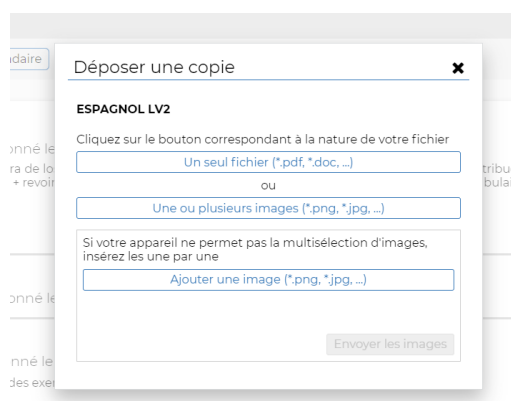 Déposer une copie
ESPAGNOL LV2
Cliquez sur le bouton correspondant à la nature de votre fichier
Un seul fichier (*.pdf, *.doc, ...)
ou
Une ou plusieurs images (*.png, *.jpg, ...)
Si votre appareil ne permet pas la multisélection d'images,
insérez les une par une
Ajouter une image (*.png, *.jpg, ...)
Envoyer les images